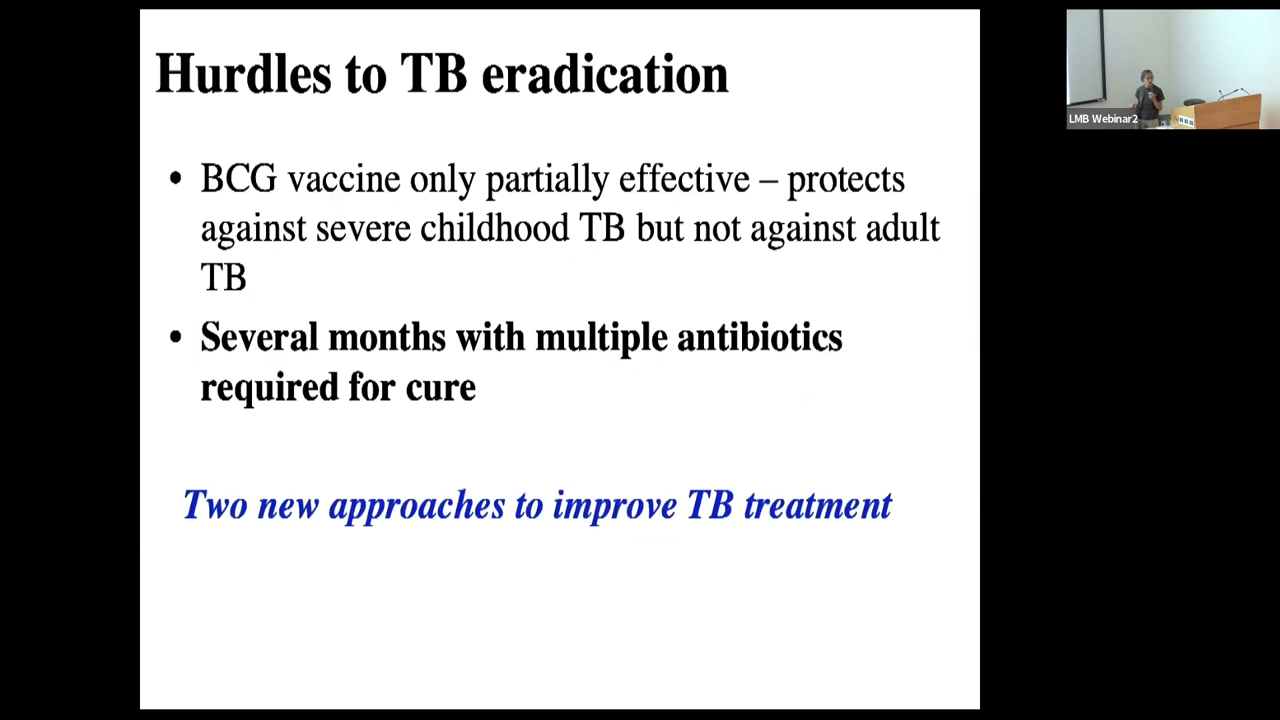 Hurdles to TB eradication
• BCG vaccine only partially effective – protects
against severe childhood TB but not against adult
TB
• Several months with multiple antibiotics
required for cure
Two new approaches to improve TB treatment
LMB Webinar2